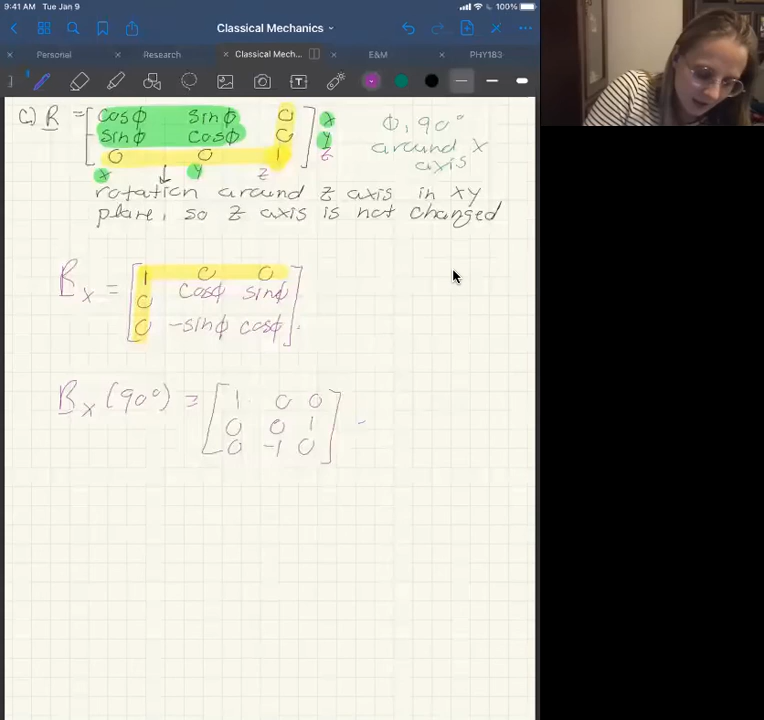 9:41 AM Tue Jan 9
100%
Classical Mechanics
Personal
Research
Classical Mech...
E&M
PHY183
c) R = [ cosϕ sinϕ 0 ] x
-sinϕ cosϕ 0 y
0 0 1 z
x y z
ϕ, 90°
around x
axis
rotation around z axis in xy
plane, so z axis is not changed
Rx = [ 1 0 0
0 cosϕ sinϕ
0 -sinϕ cosϕ ]
Rx (90°) = [ 1 0 0
0 0 1
0 -1 0 ]